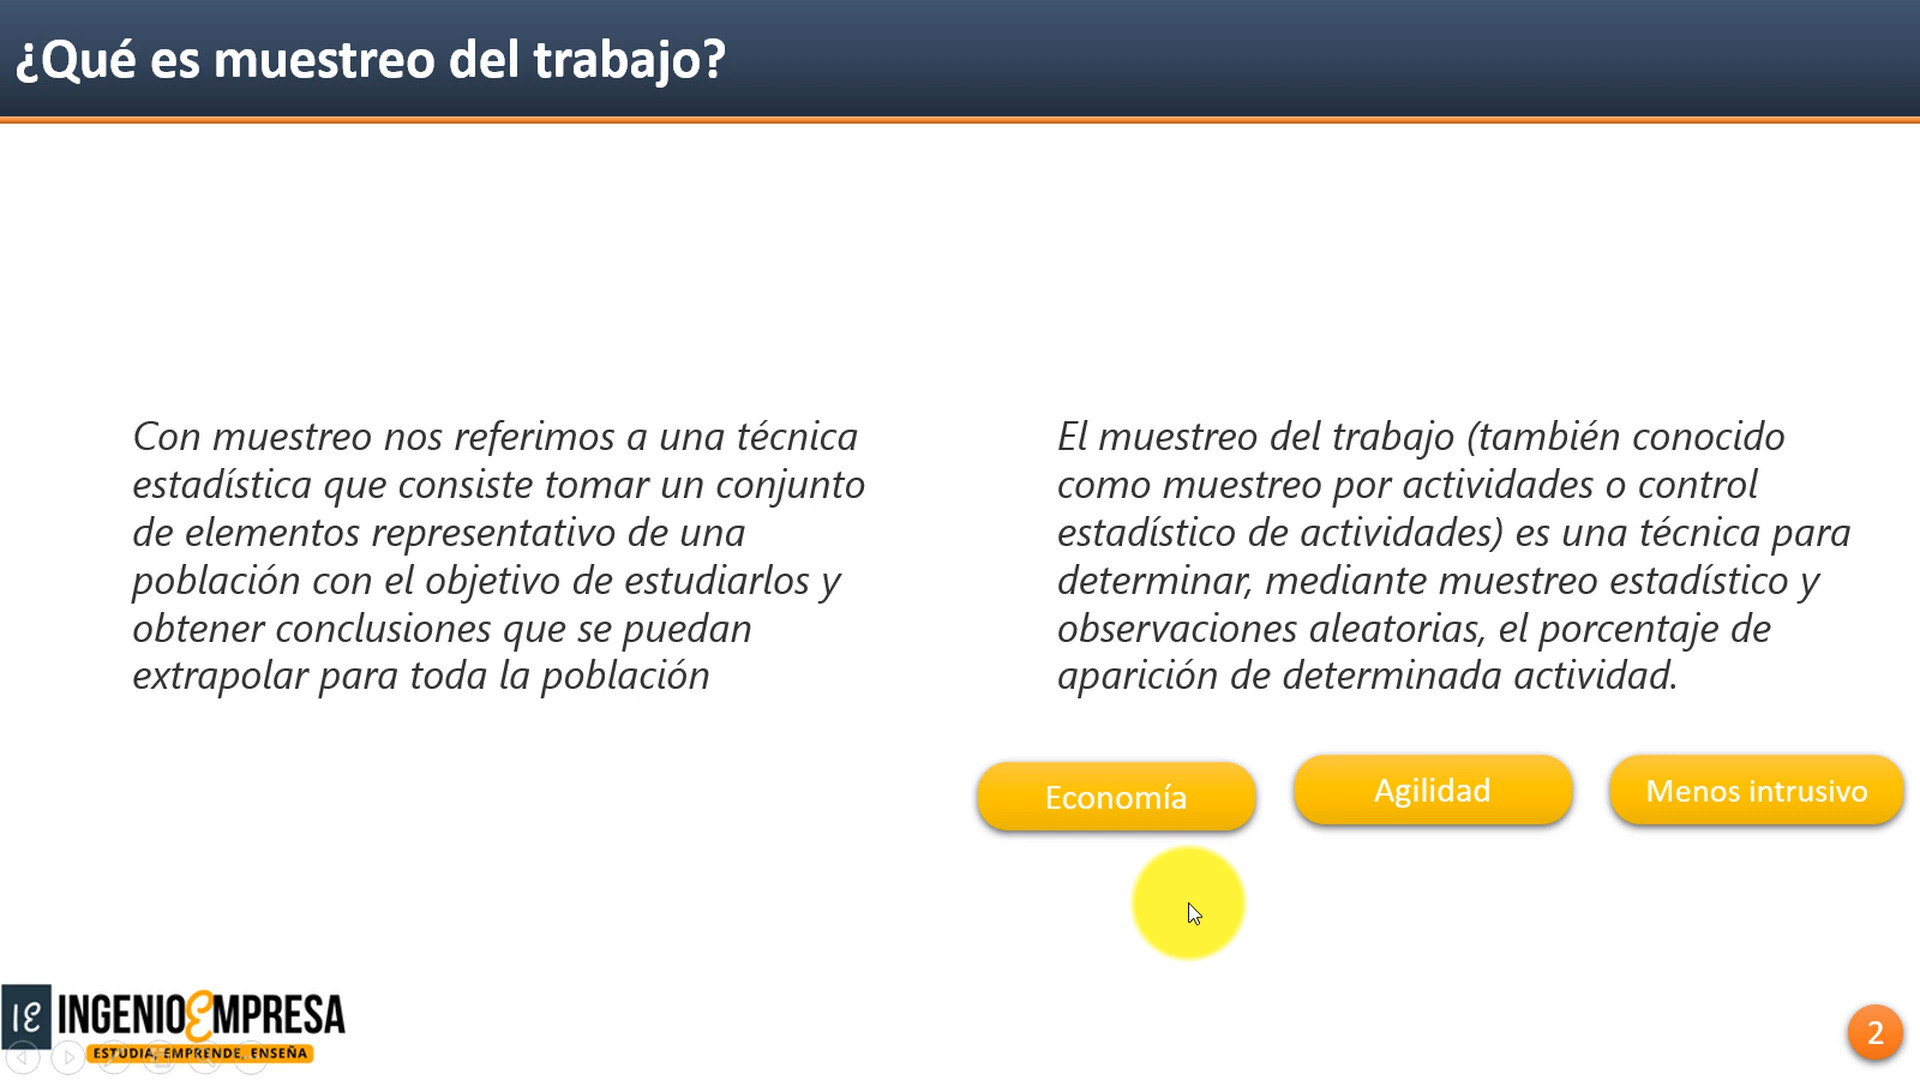 ¿Qué es muestreo del trabajo?
Con muestreo nos referimos a una técnica
estadística que consiste tomar un conjunto
de elementos representativo de una
población con el objetivo de estudiarlos y
obtener conclusiones que se puedan
extrapolar para toda la población
El muestreo del trabajo (también conocido
como muestreo por actividades o control
estadístico de actividades) es una técnica para
determinar, mediante muestreo estadístico y
observaciones aleatorias, el porcentaje de
aparición de determinada actividad.
Economía
Agilidad
Menos intrusivo
IE INGENIOEMPRESA
ESTUDIA, EMPRENDE, ENSEÑA
2